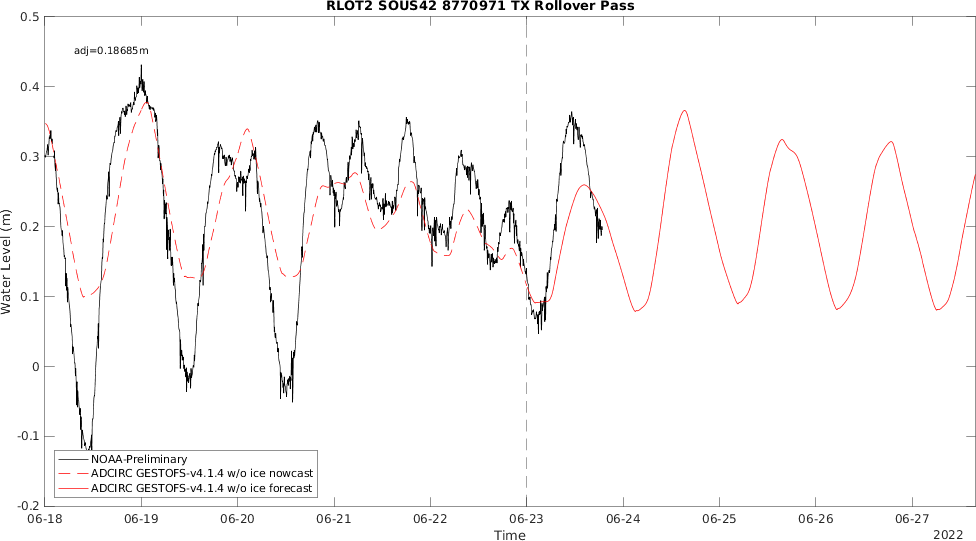 RLOT2 SOUS42 8770971 TX Rollover Pass
adj=0.18685m
0.5
0.4
0.3
0.2
0.1
0
-0.1
-0.2
Water Level (m)
NOAA-Preliminary
ADCIRC GESTOFS-v4.1.4 w/o ice nowcast
ADCIRC GESTOFS-v4.1.4 w/o ice forecast
06-18 06-19 06-20 06-21 06-22 06-23 06-24 06-25 06-26 06-27
Time
2022